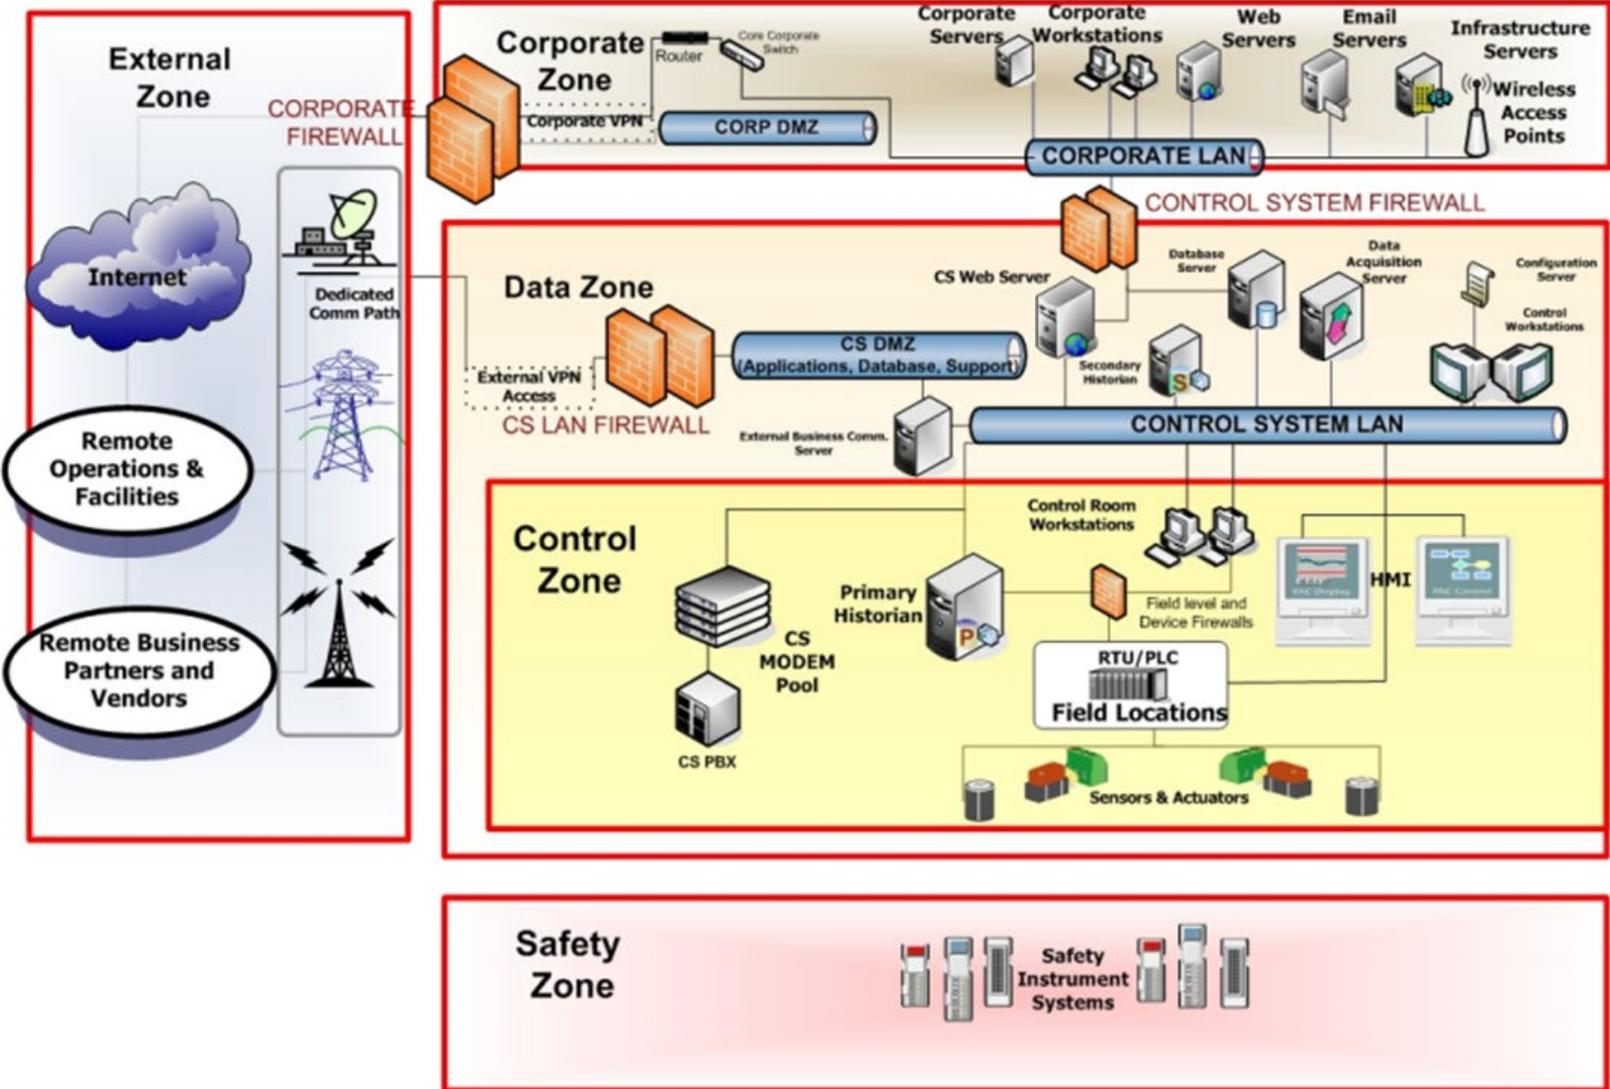 External
Zone
CORPORATE
FIREWALL
Internet
Dedicated
Comm Path
Remote
Operations &
Facilities
Remote Business
Partners and
Vendors
Corporate
Zone
Router
Core Corporate
Switch
Corporate VPN
CORP DMZ
Corporate
Servers
Corporate
Workstations
Web
Servers
Email
Servers
Infrastructure
Servers
Wireless
Access
Points
CORPORATE LAN
CONTROL SYSTEM FIREWALL
Data Zone
External VPN
Access
CS LAN FIREWALL
CS DMZ
(Applications, Database, Support)
CS Web Server
Database
Server
Data
Acquisition
Server
Configuration
Server
Control
Workstations
Secondary
Historian
S
External Business Comm.
Server
CONTROL SYSTEM LAN
Control
Zone
Control Room
Workstations
Primary
Historian
P
CS
MODEM
Pool
CS PBX
Field level and
Device Firewalls
PAC Display
HMI
PAC Control
RTU/PLC
Field Locations
Sensors & Actuators
Safety
Zone
Safety
Instrument
Systems